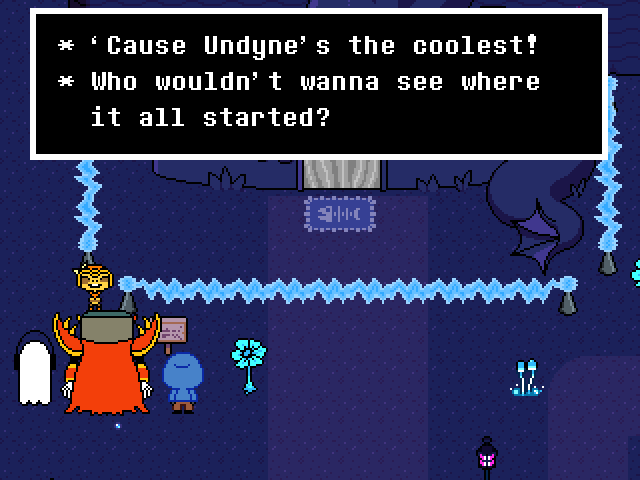 * ‘Cause Undyne’s the coolest!
* Who wouldn’t wanna see where
it all started?